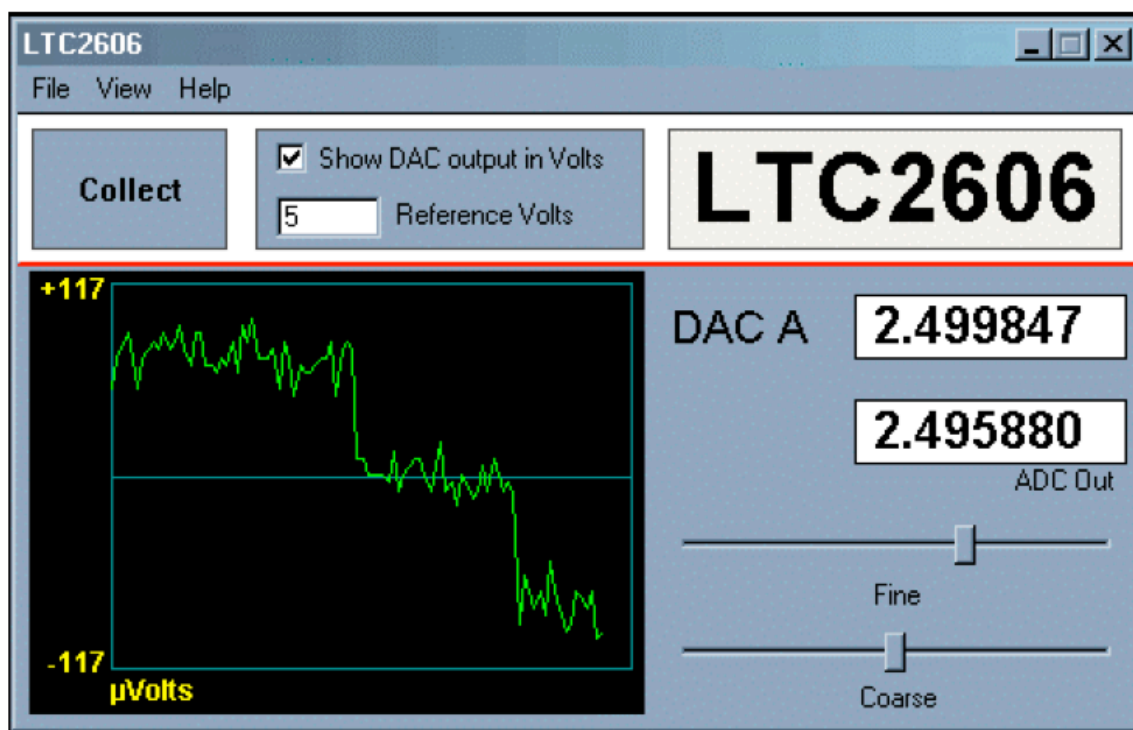 LTC2606
File View Help
Collect
Show DAC output in Volts
5 Reference Volts
LTC2606
+117
-117
µVolts
DAC A 2.499847
2.495880
ADC Out
Fine
Coarse